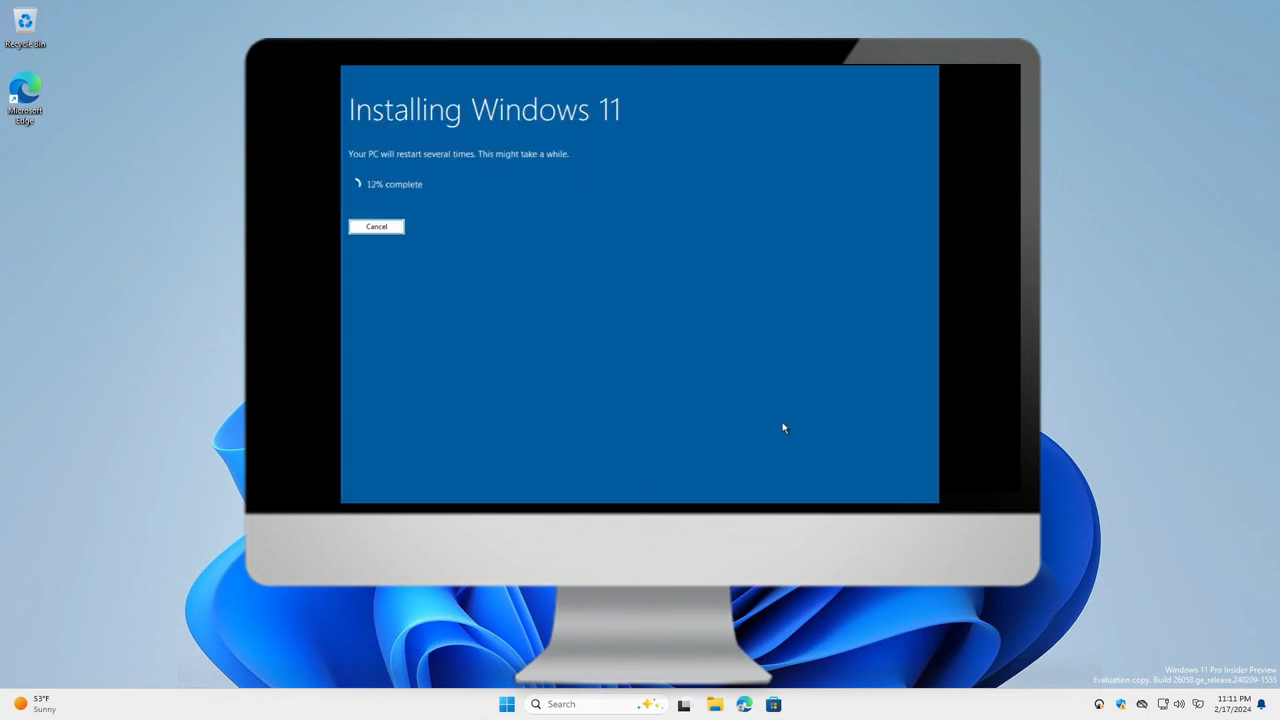 Recycle Bin
Microsoft
Edge
Installing Windows 11
Your PC will restart several times. This might take a while.
12% complete
Cancel
Windows 11 Pro Insider Preview
Evaluation copy. Build 26058.ge_release.240209-1555
53°F
Sunny
Search
11:11 PM
2/17/2024